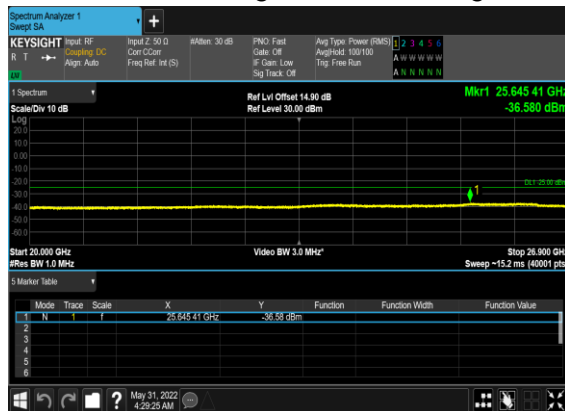 Spectrum Analyzer 1
Swept SA
KEYSIGHT Input: RF Input Z: 50 Ω #Atten: 30 dB PNO: Fast Avg Type: Power (RMS) 1 2 3 4 5 6
R T Coupling: DC Corr CCorr Gate: Off Avg|Hold: 100/100 A W W W W W
Align: Auto Freq Ref: Int (S) IF Gain: Low Trig: Free Run
LW Sig Track: Off A N N N N N
1 Spectrum Ref Lvl Offset 14.90 dB Mkr1 25.645 41 GHz
Scale/Div 10 dB Ref Level 30.00 dBm -36.580 dBm
Log
20.0
10.0
0.00
-10.0
-20.0 DL1 -25.00 dBm
-30.0 1
-40.0
-50.0
-60.0
Start 20.000 GHz Video BW 3.0 MHz* Stop 26.900 GHz
#Res BW 1.0 MHz Sweep ~15.2 ms (40001 pts)
5 Marker Table
Mode Trace Scale X Y Function Function Width Function Value
1 N 1 f 25.645 41 GHz -36.58 dBm
2
3
4
5
6
? May 31, 2022
4:29:25 AM